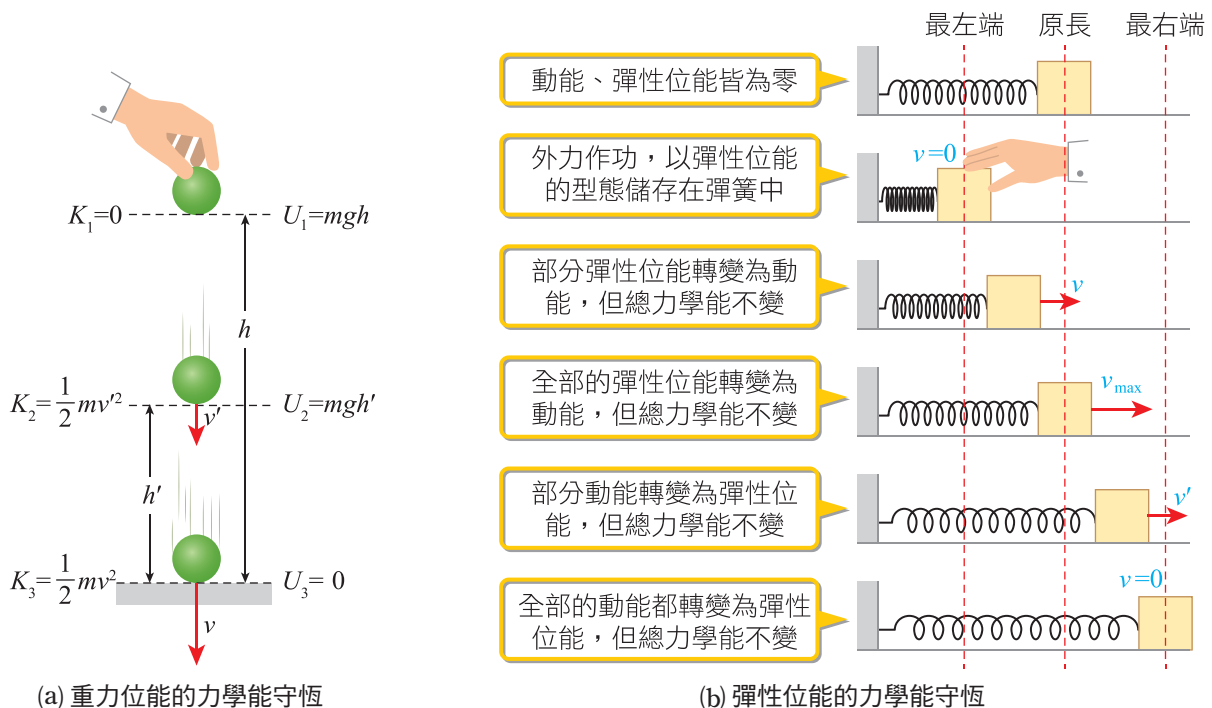 K₁=0
U₁=mgh
h
K₂=½mv′²
v′
U₂=mgh′
h′
K₃=½mv²
U₃= 0
v
(a) 重力位能的力學能守恆
最左端 原長 最右端
動能、彈性位能皆為零
外力作功，以彈性位能
的型態儲存在彈簧中
v=0
部分彈性位能轉變為動
能，但總力學能不變
v
全部的彈性位能轉變為
動能，但總力學能不變
vmax
部分動能轉變為彈性位
能，但總力學能不變
v′
全部的動能都轉變為彈性
位能，但總力學能不變
v=0
(b) 彈性位能的力學能守恆